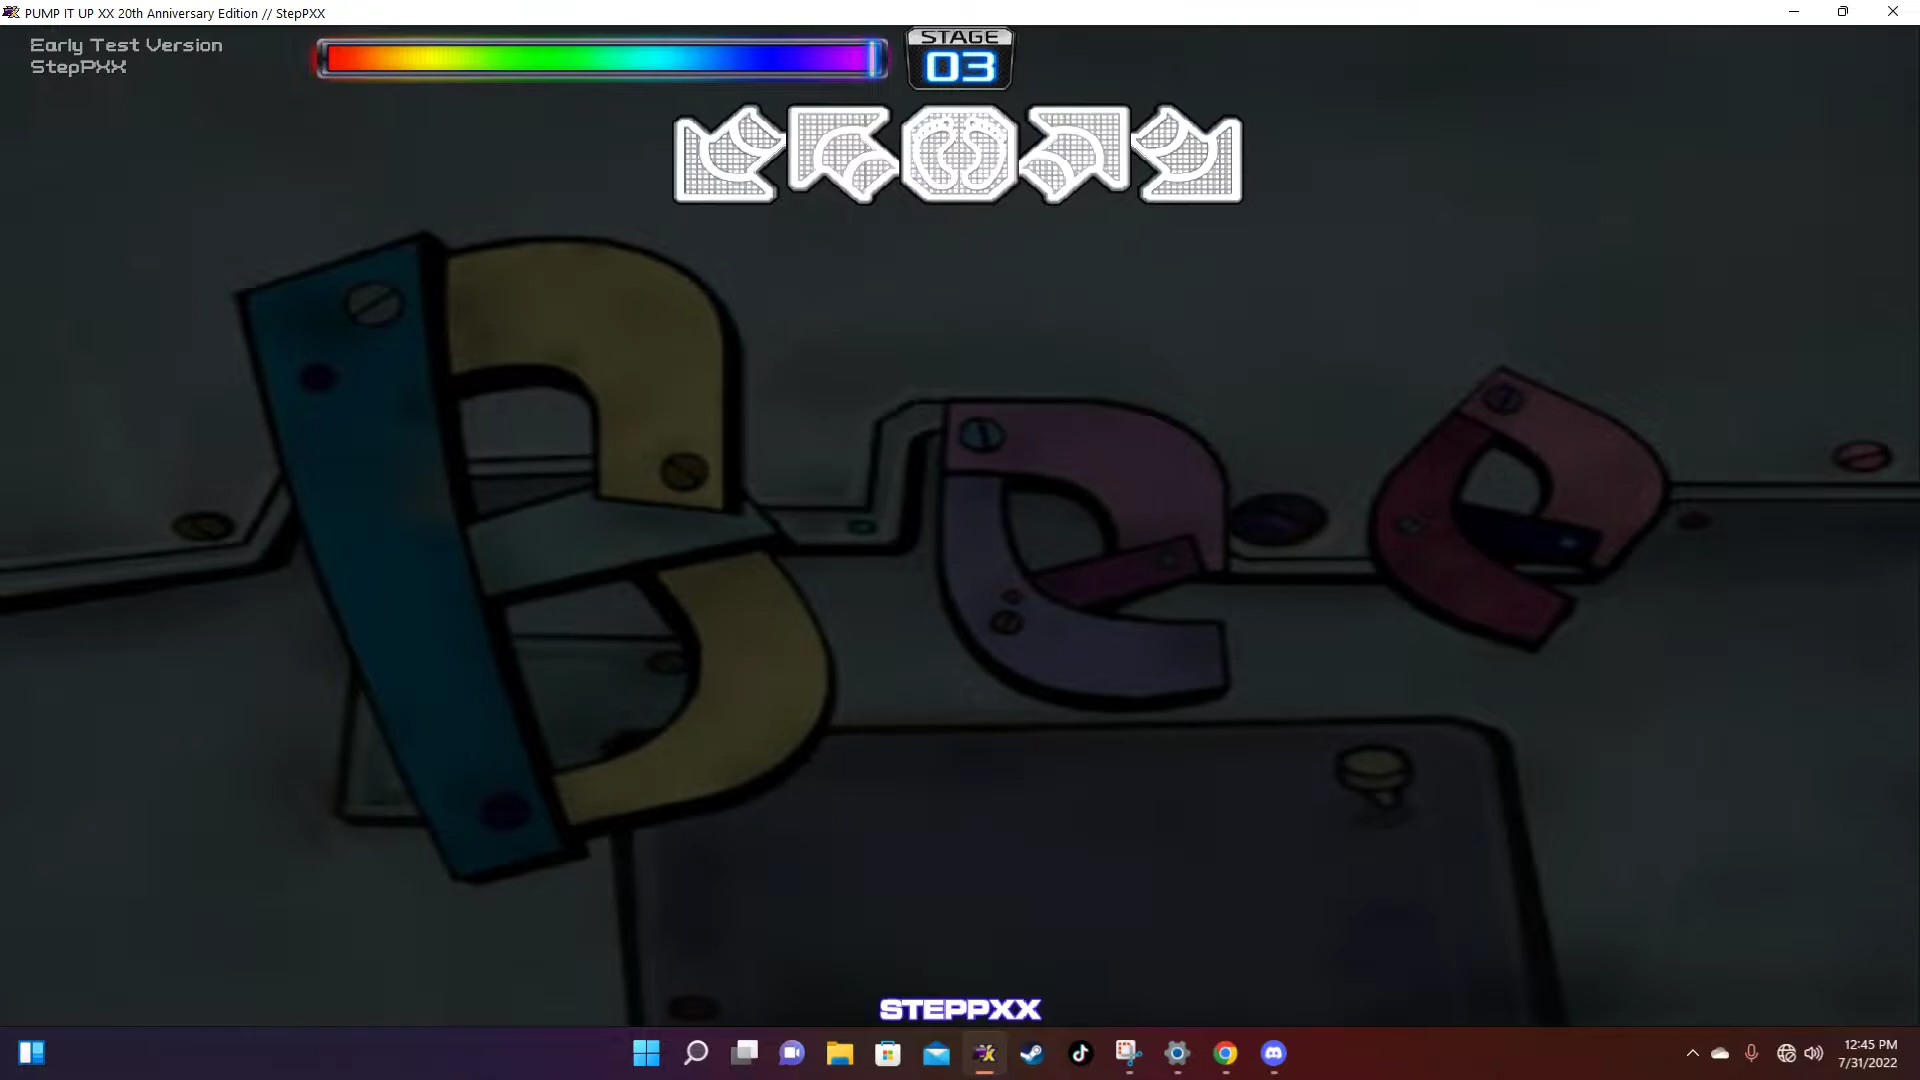 PUMP IT UP XX 20th Anniversary Edition // StepPXX
Early Test Version
StepPXX
STAGE
03
Bee
STEPPXX
12:45 PM
7/31/2022